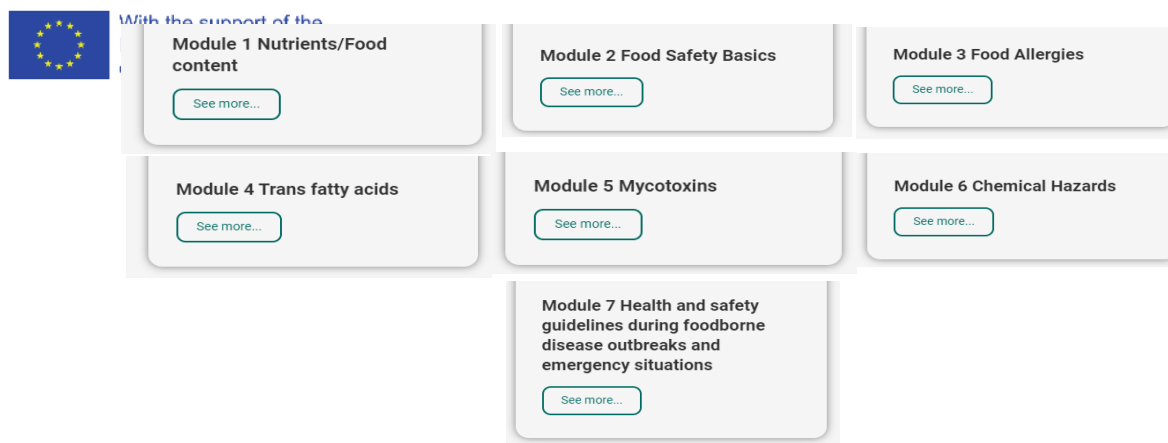 With the support of the
Module 1 Nutrients/Food
content
See more...
Module 2 Food Safety Basics
See more...
Module 3 Food Allergies
See more...
Module 4 Trans fatty acids
See more...
Module 5 Mycotoxins
See more...
Module 6 Chemical Hazards
See more...
Module 7 Health and safety
guidelines during foodborne
disease outbreaks and
emergency situations
See more...